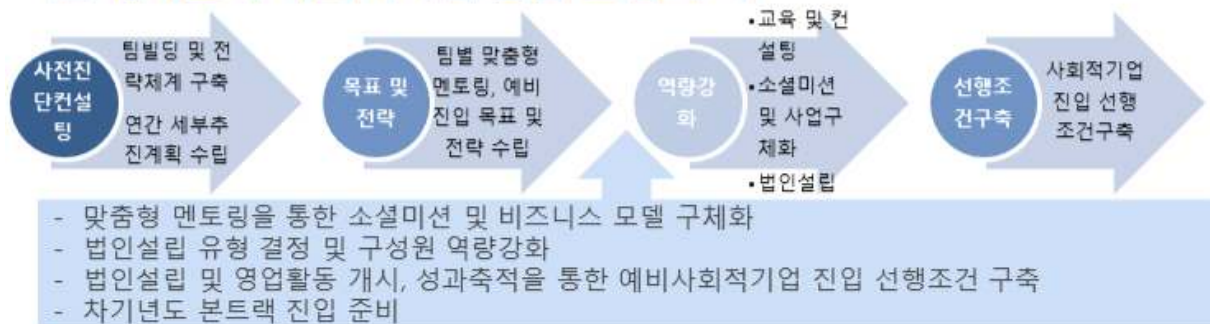 사전진
단컨설
팅
팀빌딩 및 전
략체계 구축
연간 세부추
진계획 수립
목표 및
전략
팀별 맞춤형
멘토링, 예비
진입 목표 및
전략 수립
역량강
화
•교육 및 컨
설팅
•소셜미션
및 사업구
체화
•법인설립
선행조
건구축
사회적기업
진입 선행
조건구축
- 맞춤형 멘토링을 통한 소셜미션 및 비즈니스 모델 구체화
- 법인설립 유형 결정 및 구성원 역량강화
- 법인설립 및 영업활동 개시, 성과축적을 통한 예비사회적기업 진입 선행조건 구축
- 차기년도 본트랙 진입 준비